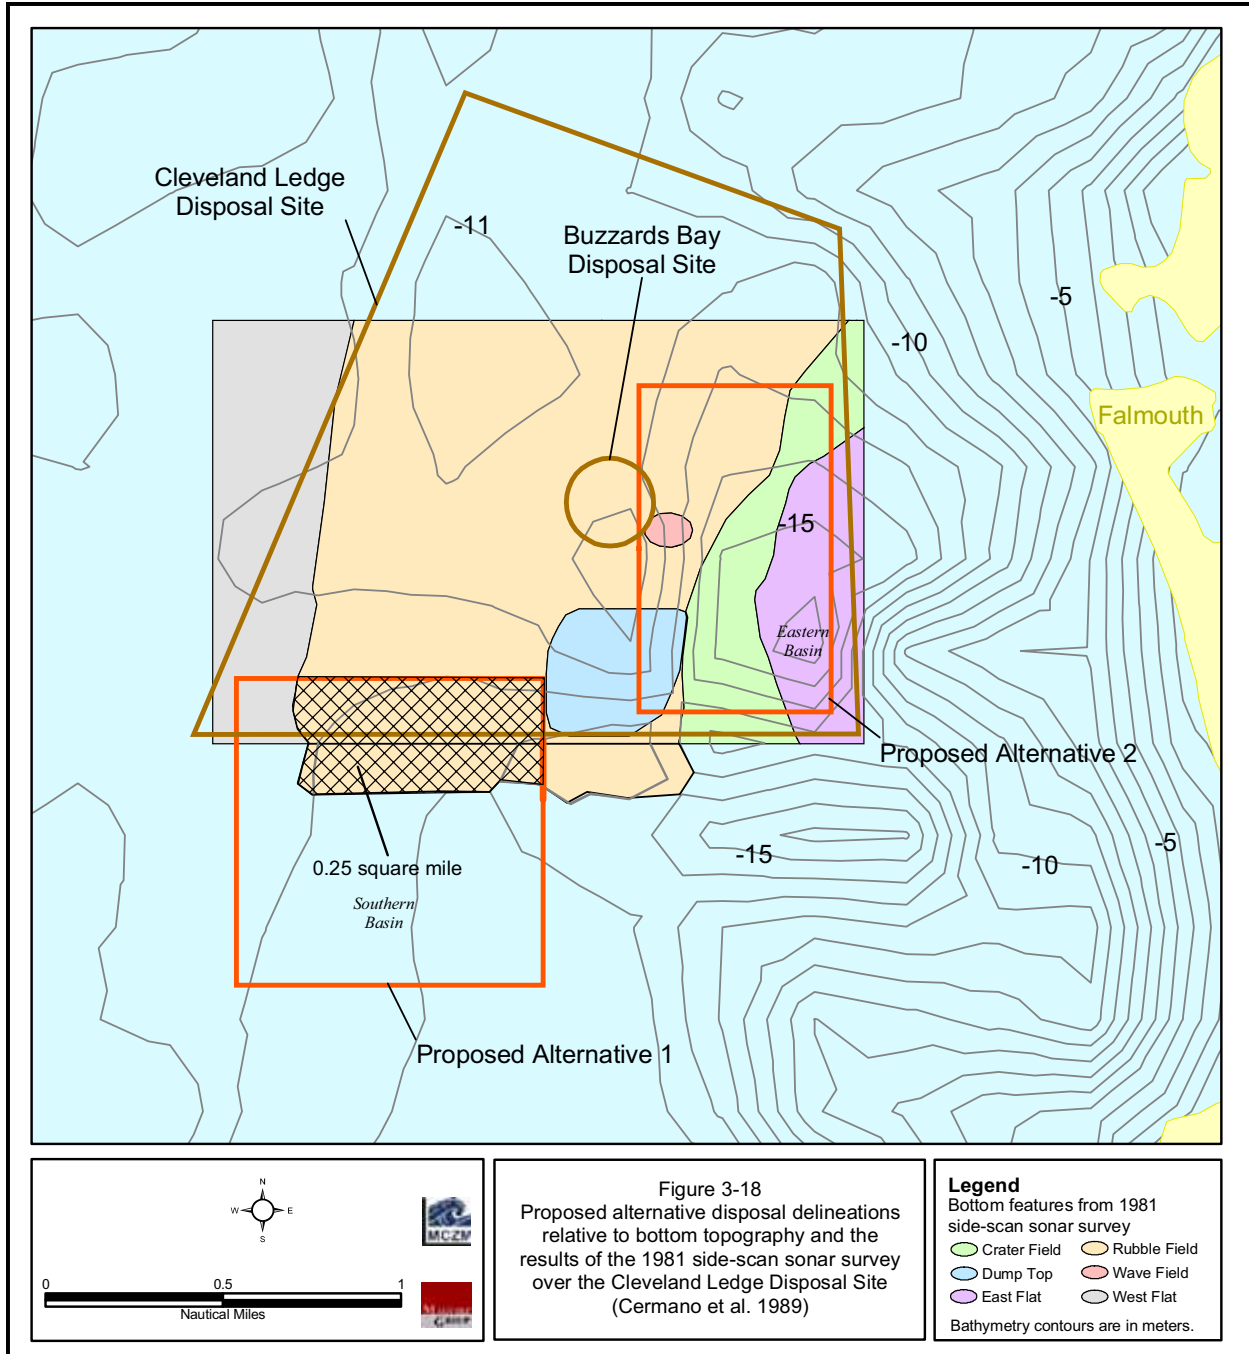 Cleveland Ledge
Disposal Site
-11
Buzzards Bay
Disposal Site
-5
-10
Falmouth
-15
Eastern
Basin
Proposed Alternative 2
0.25 square mile
-15
-5
-10
Southern
Basin
Proposed Alternative 1
N
W
E
S
MCZM
0
0.5
1
Nautical Miles
Figure 3-18
Proposed alternative disposal delineations
relative to bottom topography and the
results of the 1981 side-scan sonar survey
over the Cleveland Ledge Disposal Site
(Cermano et al. 1989)
Legend
Bottom features from 1981
side-scan sonar survey
Crater Field
Rubble Field
Dump Top
Wave Field
East Flat
West Flat
Bathymetry contours are in meters.